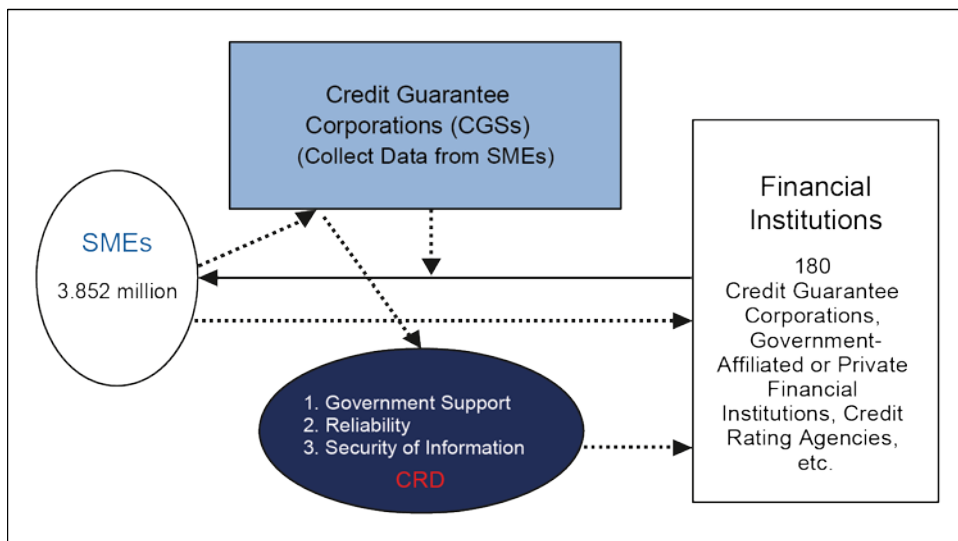 Credit Guarantee
Corporations (CGSs)
(Collect Data from SMEs)
SMEs
3.852 million
Financial
Institutions
180
Credit Guarantee
Corporations,
Government-
Affiliated or Private
Financial
Institutions, Credit
Rating Agencies,
etc.
1. Government Support
2. Reliability
3. Security of Information
CRD